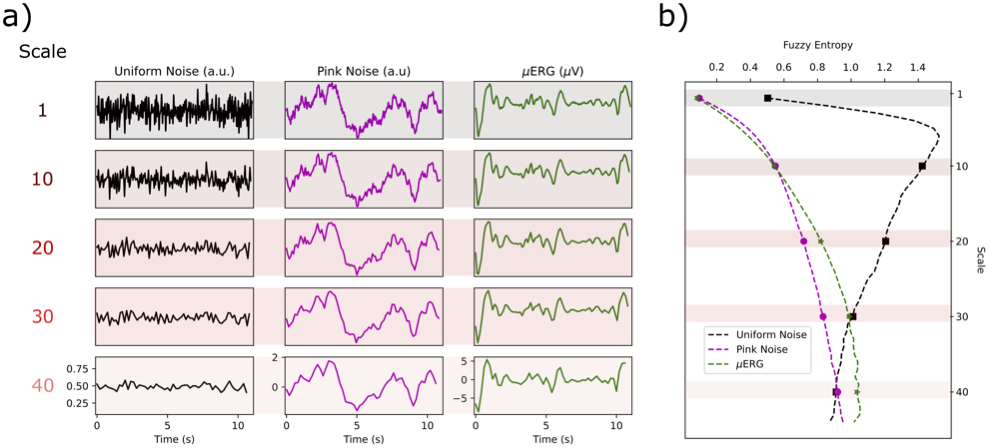 a)
Scale
Uniform Noise (a.u.)
Pink Noise (a.u)
μERG (μV)
1
10
20
30
40
0.75
0.50
0.25
2
0
5
0
−5
0
5
10
0
5
10
0
5
10
Time (s)
Time (s)
Time (s)
b)
Fuzzy Entropy
0.2
0.4
0.6
0.8
1.0
1.2
1.4
1
10
20
30
40
Scale
Uniform Noise
Pink Noise
μERG